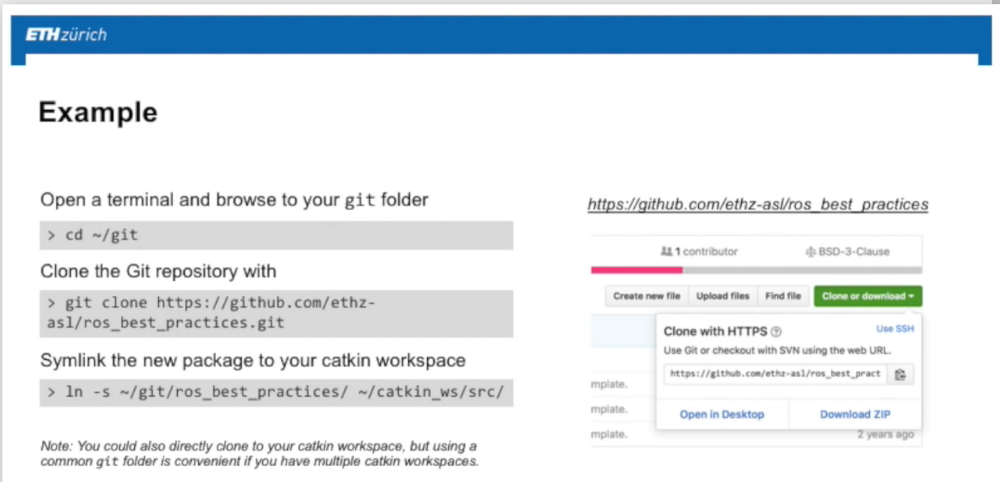 ETH zürich
Example
Open a terminal and browse to your git folder
> cd ~/git
Clone the Git repository with
> git clone https://github.com/ethz-
asl/ros_best_practices.git
Symlink the new package to your catkin workspace
> ln -s ~/git/ros_best_practices/ ~/catkin_ws/src/
Note: You could also directly clone to your catkin workspace, but using a
common git folder is convenient if you have multiple catkin workspaces.
https://github.com/ethz-asl/ros_best_practices
1 contributor BSD-3-Clause
Create new file Upload files Find file Clone or download
Clone with HTTPS Use SSH
Use Git or checkout with SVN using the web URL.
https://github.com/ethz-asl/ros_best_pract
mplate.
Open in Desktop Download ZIP
mplate.
mplate. 2 years ago